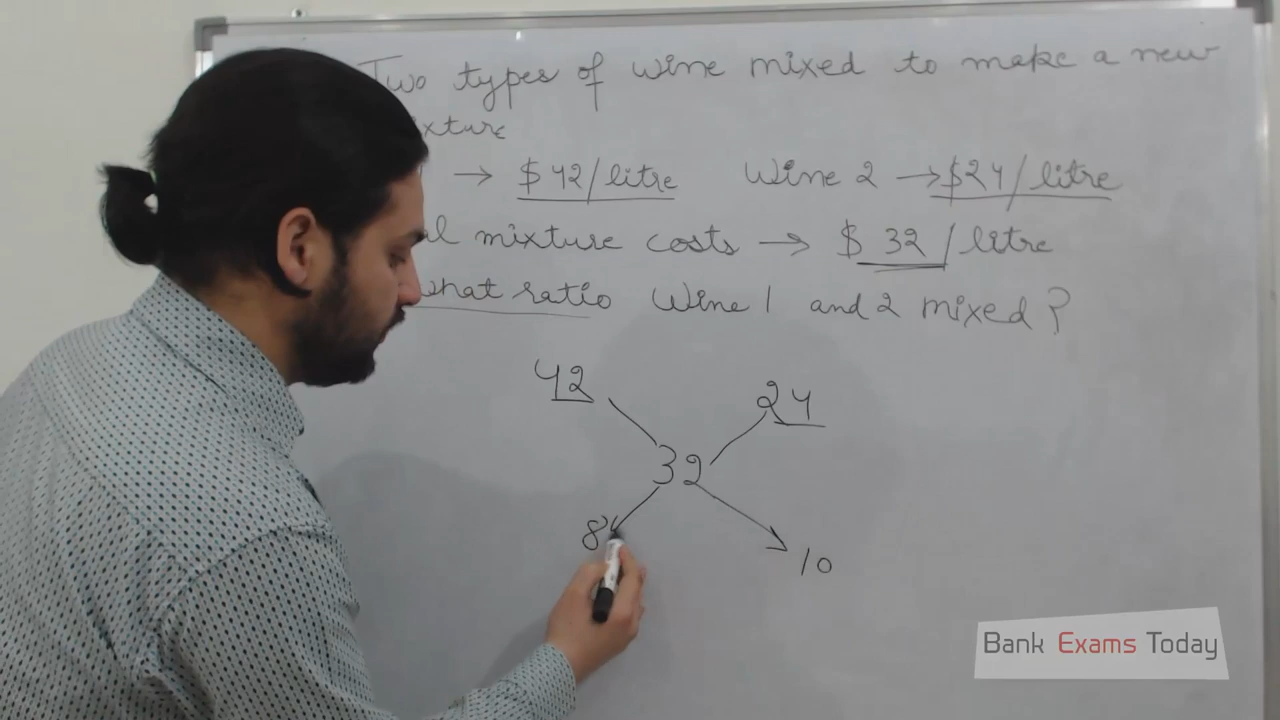 Two types of wine mixed to make a new
xture
→ $42/litre Wine 2 → $24/litre
l mixture costs → $ 32/litre
what ratio Wine 1 and 2 mixed?
42 24
32
8 10
Bank Exams Today